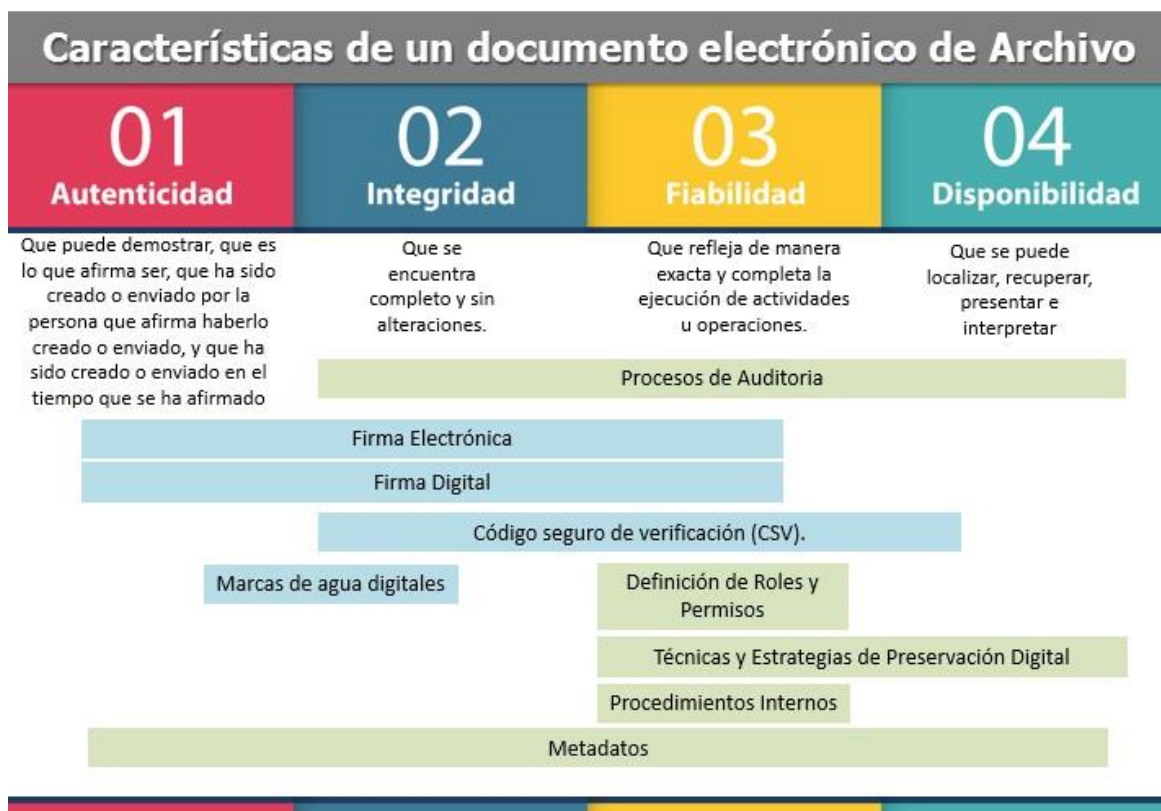 Características de un documento electrónico de Archivo
01
Autenticidad
02
Integridad
03
Fiabilidad
04
Disponibilidad
Que puede demostrar, que es
lo que afirma ser, que ha sido
creado o enviado por la
persona que afirma haberlo
creado o enviado, y que ha
sido creado o enviado en el
tiempo que se ha afirmado
Que se
encuentra
completo y sin
alteraciones.
Que refleja de manera
exacta y completa la
ejecución de actividades
u operaciones.
Que se puede
localizar, recuperar,
presentar e
interpretar
Procesos de Auditoria
Firma Electrónica
Firma Digital
Código seguro de verificación (CSV).
Marcas de agua digitales
Definición de Roles y
Permisos
Técnicas y Estrategias de Preservación Digital
Procedimientos Internos
Metadatos